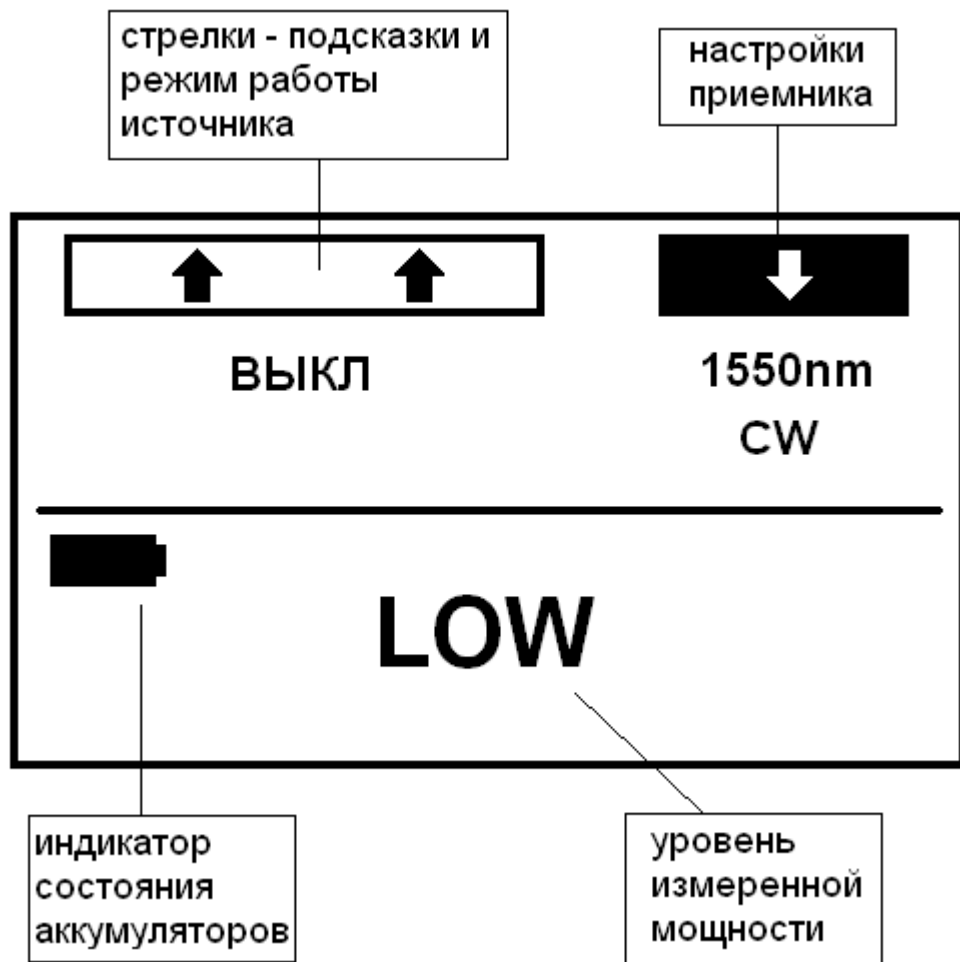 стрелки - подсказки и
режим работы
источника
настройки
приемника
ВЫКЛ
1550nm
CW
LOW
индикатор
состояния
аккумуляторов
уровень
измеренной
мощности